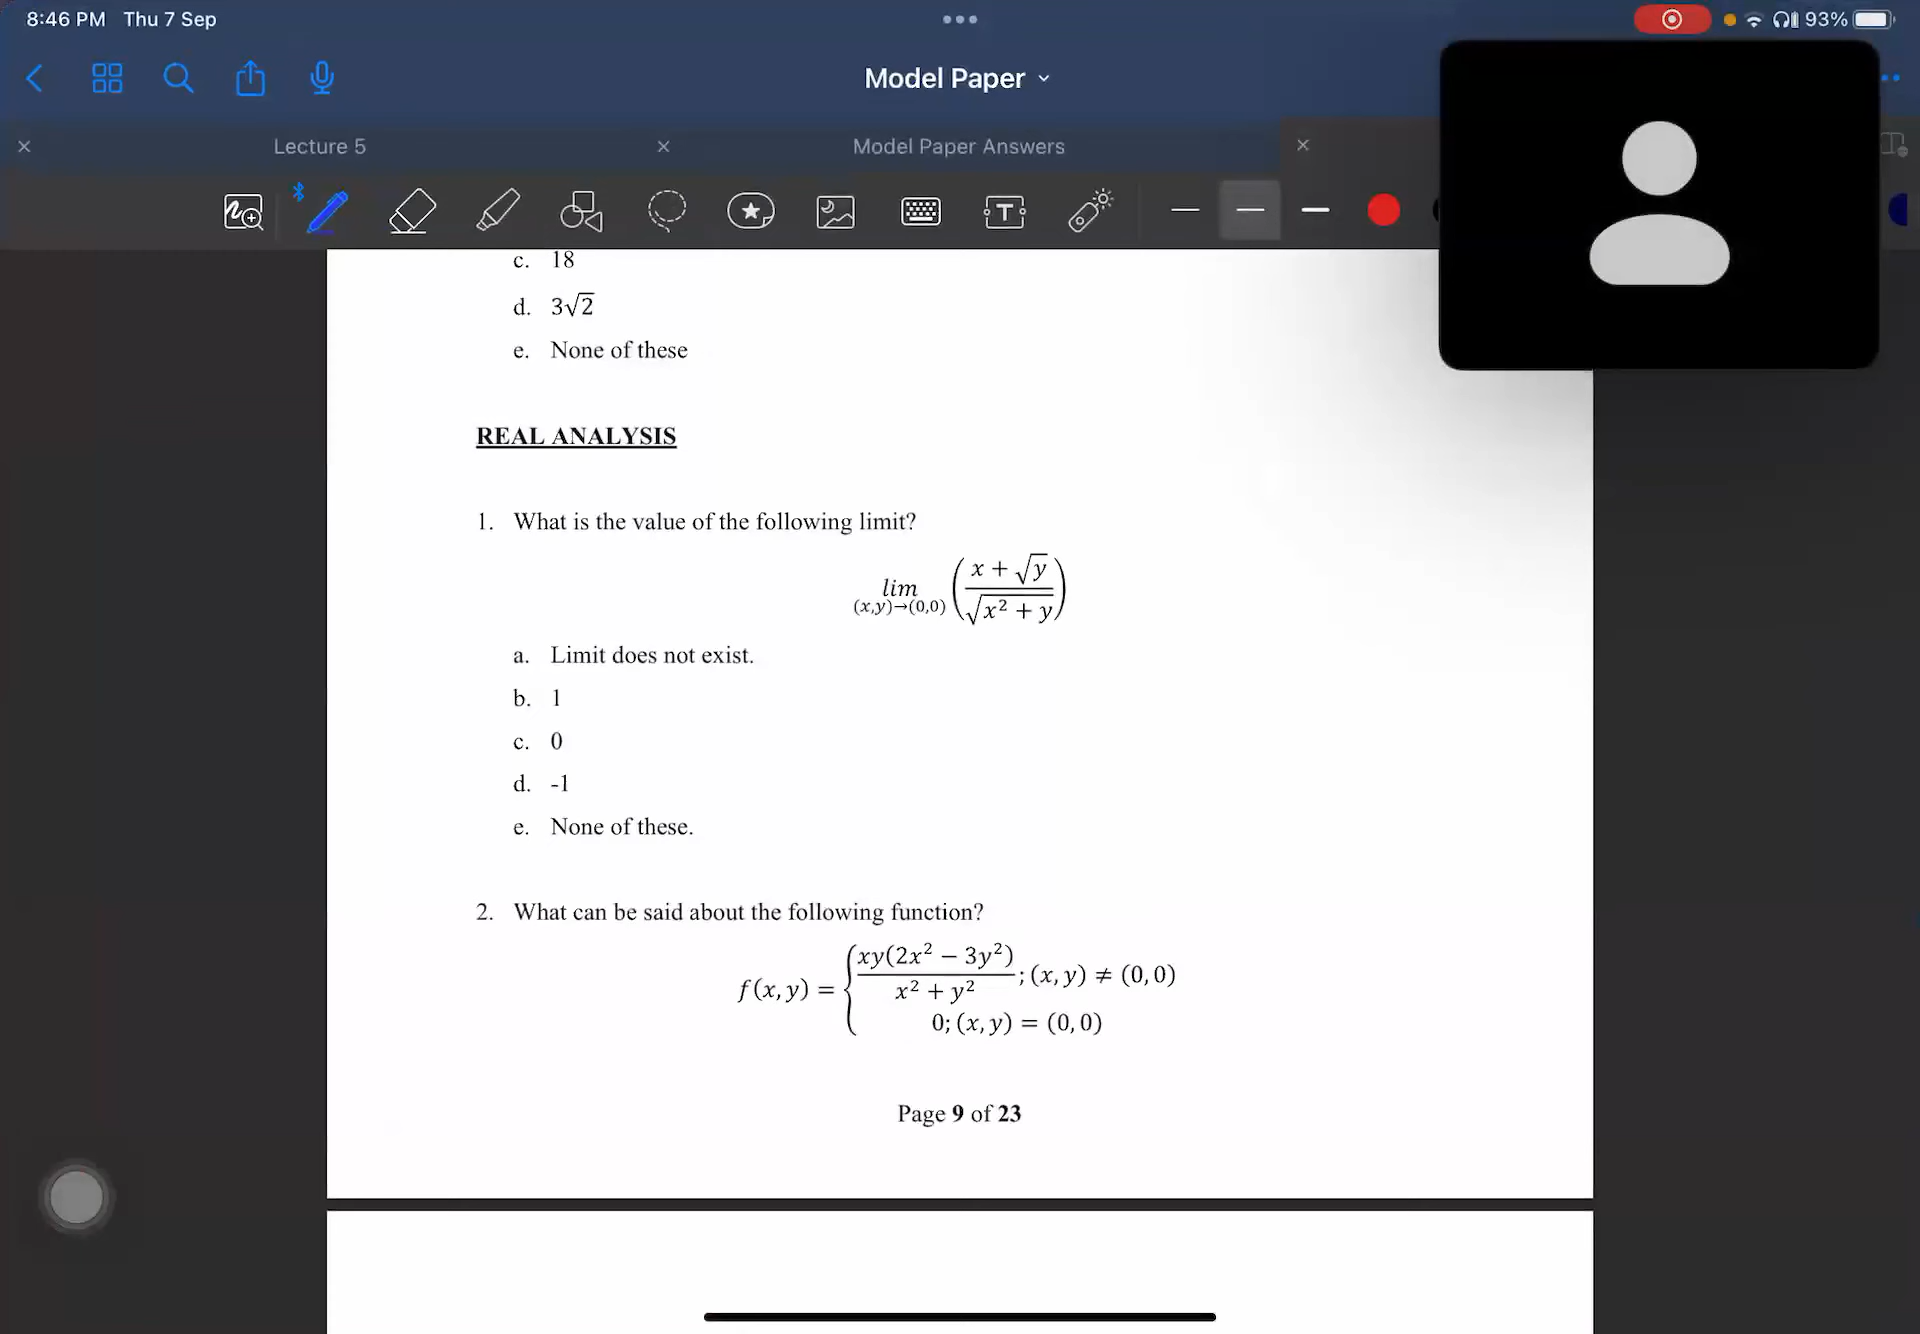 8:46 PM Thu 7 Sep
93%
Model Paper
Lecture 5
Model Paper Answers
T
c. 18
d. 3√2
e. None of these
REAL ANALYSIS
1. What is the value of the following limit?
lim (x,y)→(0,0) ( (x + √y) / √(x² + y) )
a. Limit does not exist.
b. 1
c. 0
d. -1
e. None of these.
2. What can be said about the following function?
f(x, y) = { xy(2x² − 3y²) / (x² + y²) ; (x, y) ≠ (0, 0)
0; (x, y) = (0, 0)
Page 9 of 23